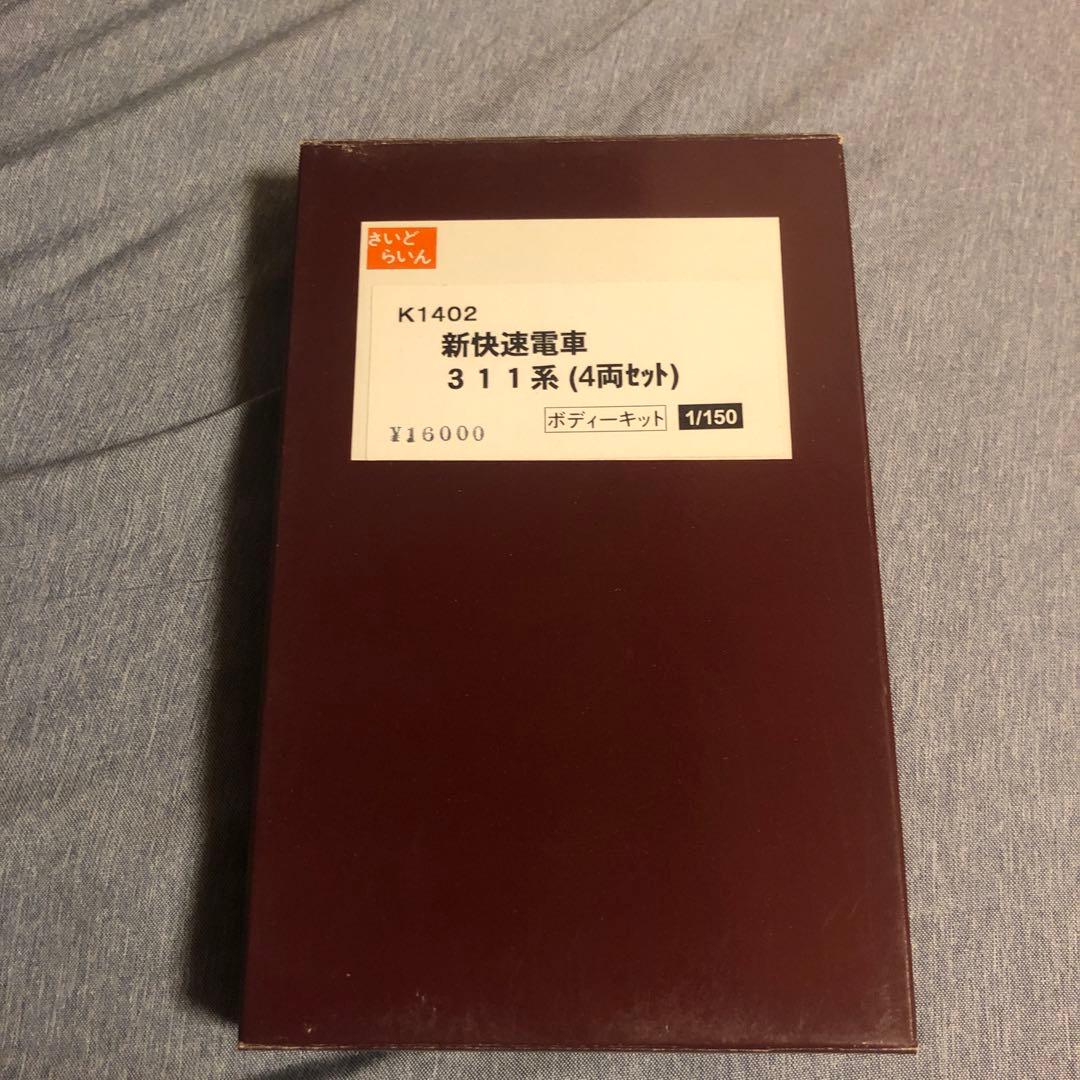 さいど
らいん
K1402
新快速電車
３１１系(4両ｾｯﾄ)
ボディーキット 1/150
¥16000